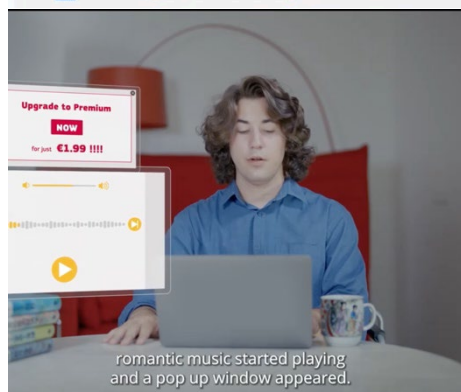 Upgrade to Premium
NOW
for just €1.99 !!!!
romantic music started playing
and a pop up window appeared.